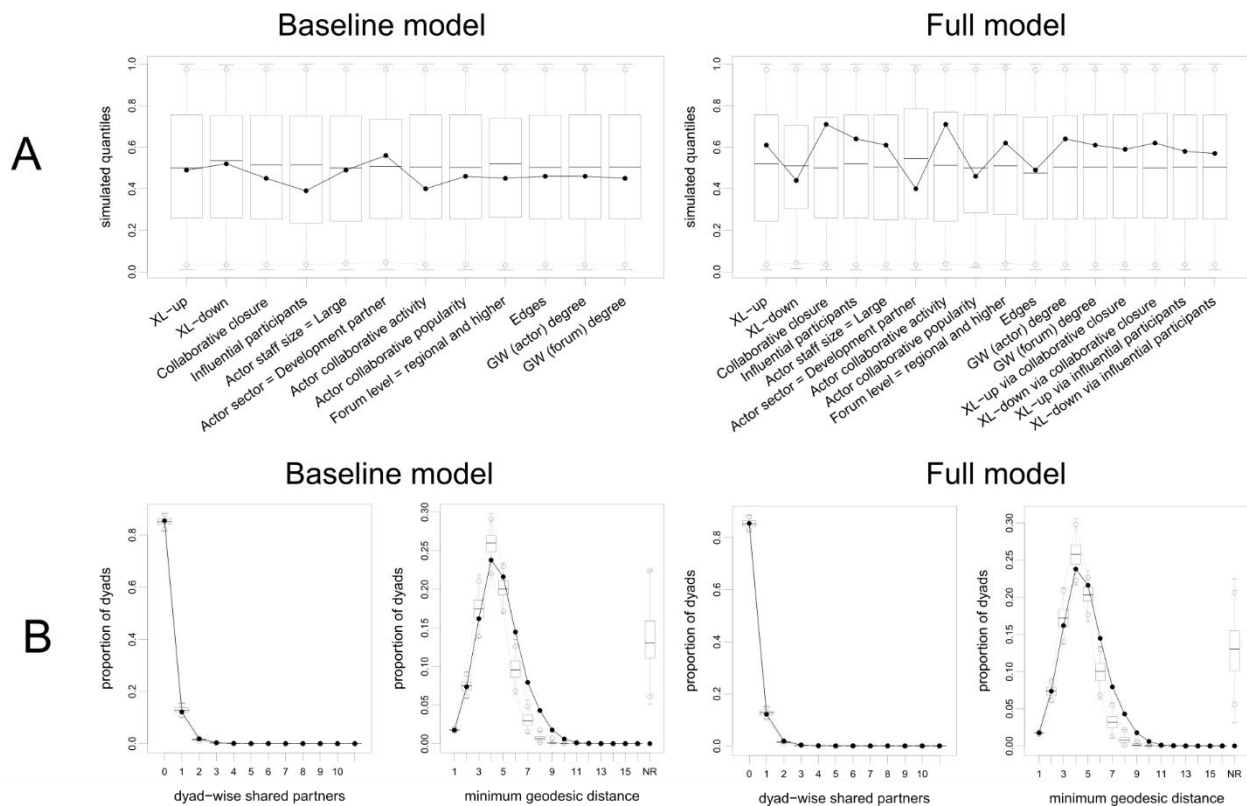 Baseline model
Full model
A
simulated quantiles
1.0
0.8
0.6
0.4
0.2
0.0
XL−up
XL−down
Collaborative closure
Influential participants
Actor staff size = Large
Actor sector = Development partner
Actor collaborative activity
Actor collaborative popularity
Forum level = regional and higher
Edges
GW (actor) degree
GW (forum) degree
simulated quantiles
1.0
0.8
0.6
0.4
0.2
0.0
XL−up
XL−down
Collaborative closure
Influential participants
Actor staff size = Large
Actor sector = Development partner
Actor collaborative activity
Actor collaborative popularity
Forum level = regional and higher
Edges
GW (actor) degree
GW (forum) degree
XL−up via collaborative closure
XL−down via collaborative closure
XL−up via influential participants
XL−down via influential participants
Baseline model
Full model
B
proportion of dyads
0.8
0.6
0.4
0.2
0.0
0 1 2 3 4 5 6 7 8 9 10
dyad−wise shared partners
proportion of dyads
0.30
0.25
0.20
0.15
0.10
0.05
0.00
1 3 5 7 9 11 13 15 NR
minimum geodesic distance
proportion of dyads
0.8
0.6
0.4
0.2
0.0
0 1 2 3 4 5 6 7 8 9 10
dyad−wise shared partners
proportion of dyads
0.30
0.25
0.20
0.15
0.10
0.05
0.00
1 3 5 7 9 11 13 15 NR
minimum geodesic distance